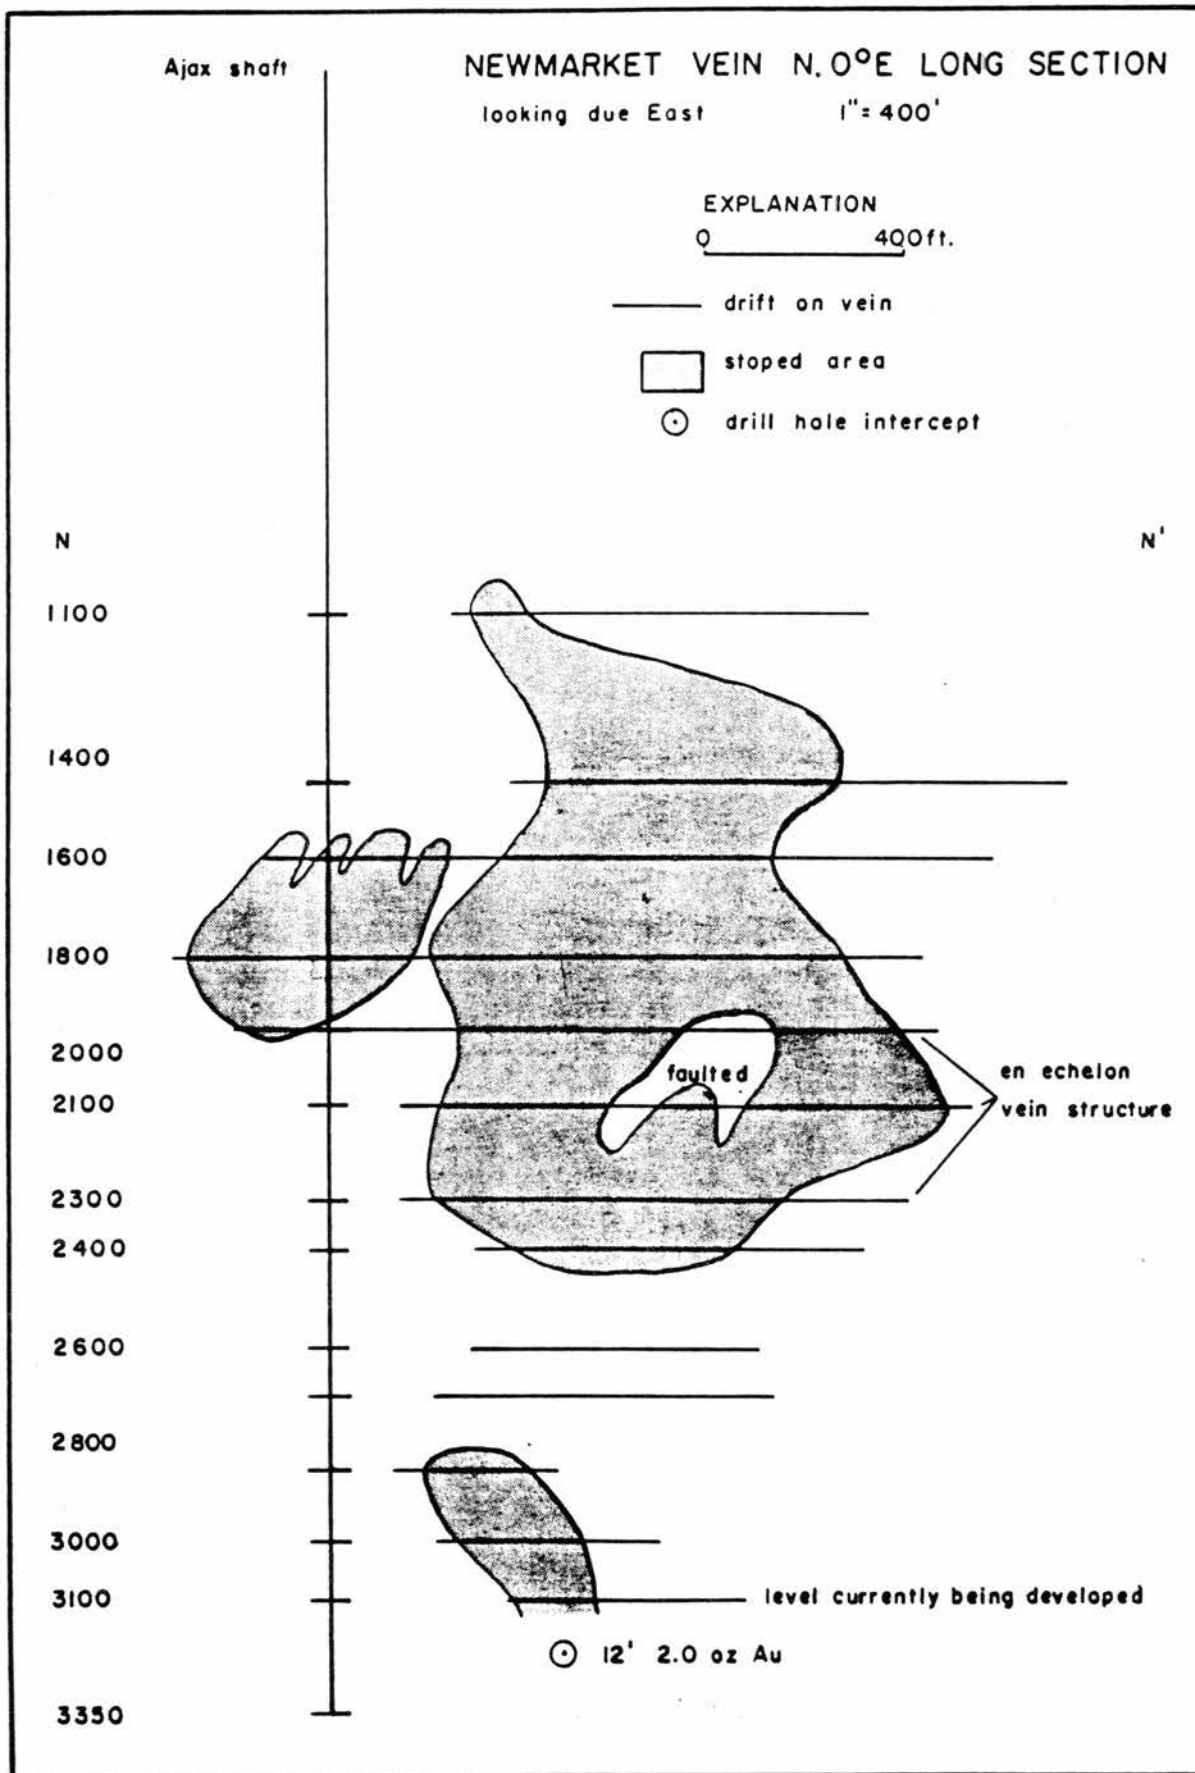 Ajax shaft
NEWMARKET VEIN N.0°E LONG SECTION
looking due East 1"=400'
EXPLANATION
0 400ft.
drift on vein
stoped area
drill hole intercept
N N'
1100
1400
1600
1800
2000
faulted
2100
en echelon
vein structure
2300
2400
2600
2800
3000
3100
level currently being developed
12' 2.0 oz Au
3350